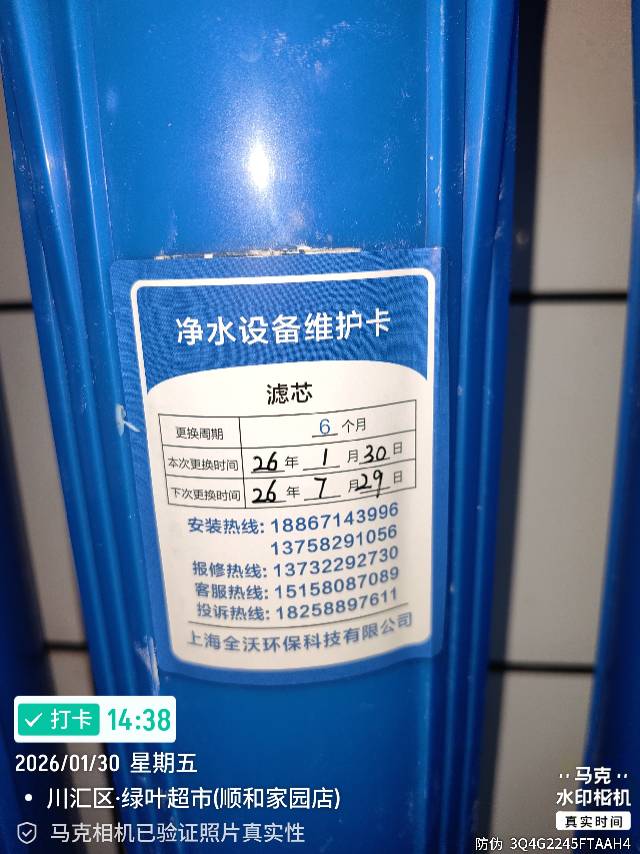 净水设备维护卡
滤芯
更换周期 6 个月
本次更换时间 26 年 1 月 30 日
下次更换时间 26 年 7 月 29 日
安装热线: 18867143996
13758291056
报修热线: 13732292730
客服热线: 15158087089
投诉热线: 18258897611
上海全沃环保科技有限公司
打卡 14:38
2026/01/30 星期五
川汇区·绿叶超市(顺和家园店)
马克相机已验证照片真实性
马克
水印相机
真实时间
防伪 3Q4G2245FTAAH4